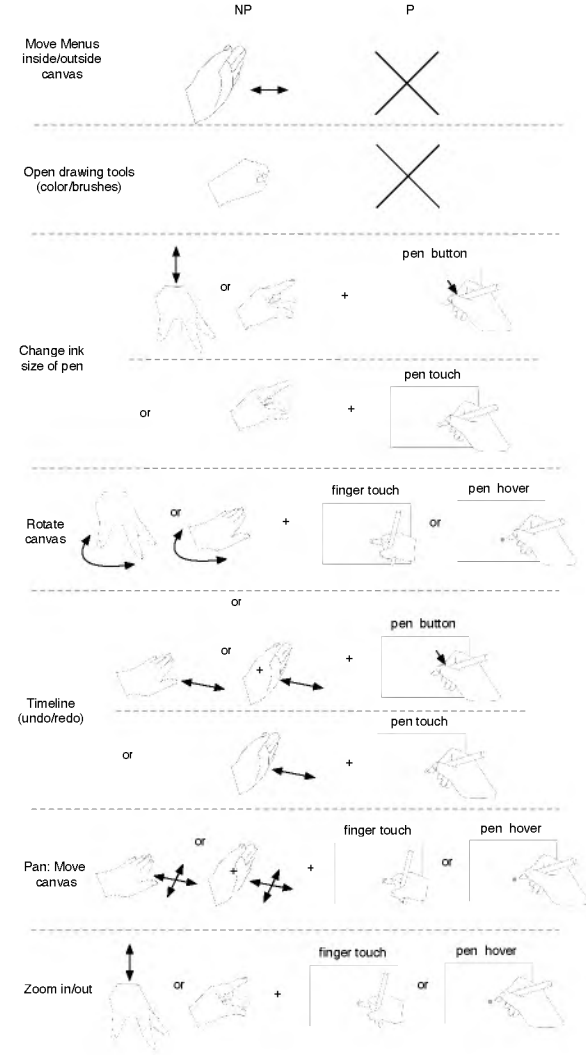 NP P
Move Menus
inside/outside
canvas
Open drawing tools
(color/brushes)
pen button
or +
Change ink
size of pen
pen touch
or +
finger touch pen hover
or + or
Rotate
canvas
or
pen button
or + +
Timeline
(undo/redo)
pen touch
or +
finger touch pen hover
or + + or
Pan: Move
canvas
finger touch pen hover
Zoom in/out or + or